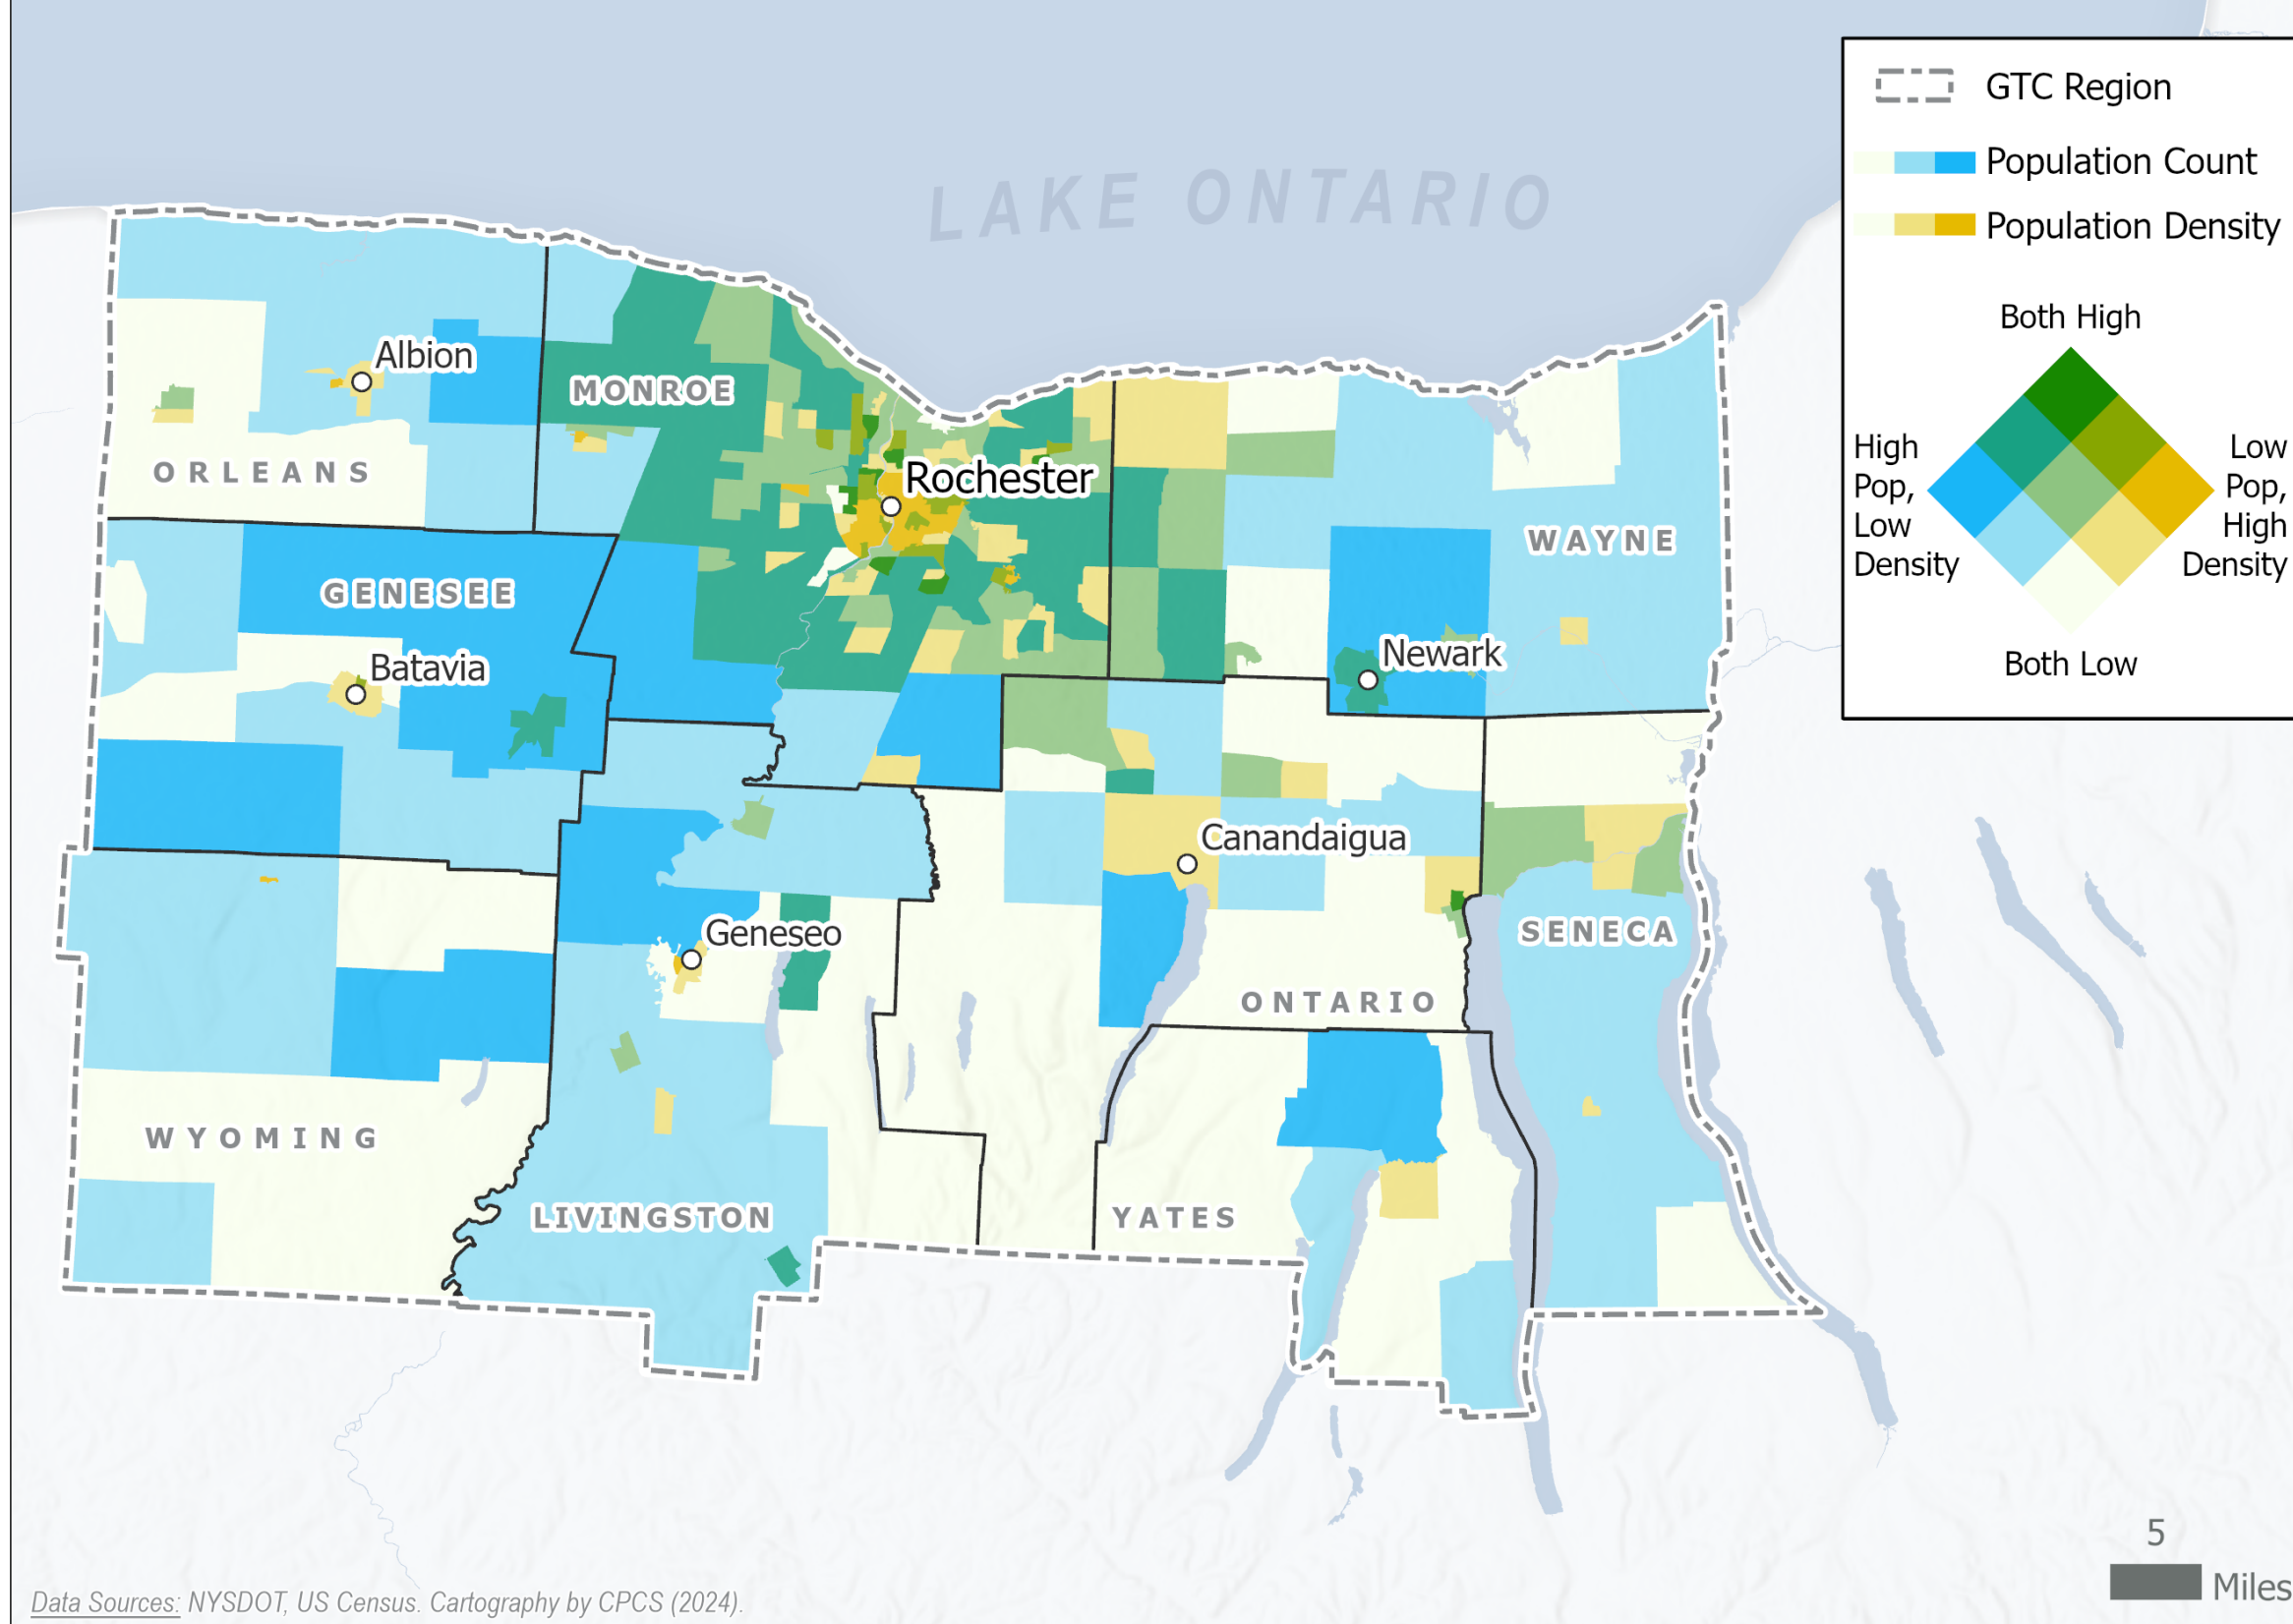 GTC Region
Population Count
Population Density
Both High
High
Pop,
Low
Density
Low
Pop,
High
Density
Both Low
LAKE ONTARIO
Albion
MONROE
ORLEANS
Rochester
WAYNE
GENESEE
Batavia
Newark
Canandaigua
Geneseo
SENECA
ONTARIO
WYOMING
LIVINGSTON
YATES
5
Miles
Data Sources: NYSDOT, US Census. Cartography by CPCS (2024).